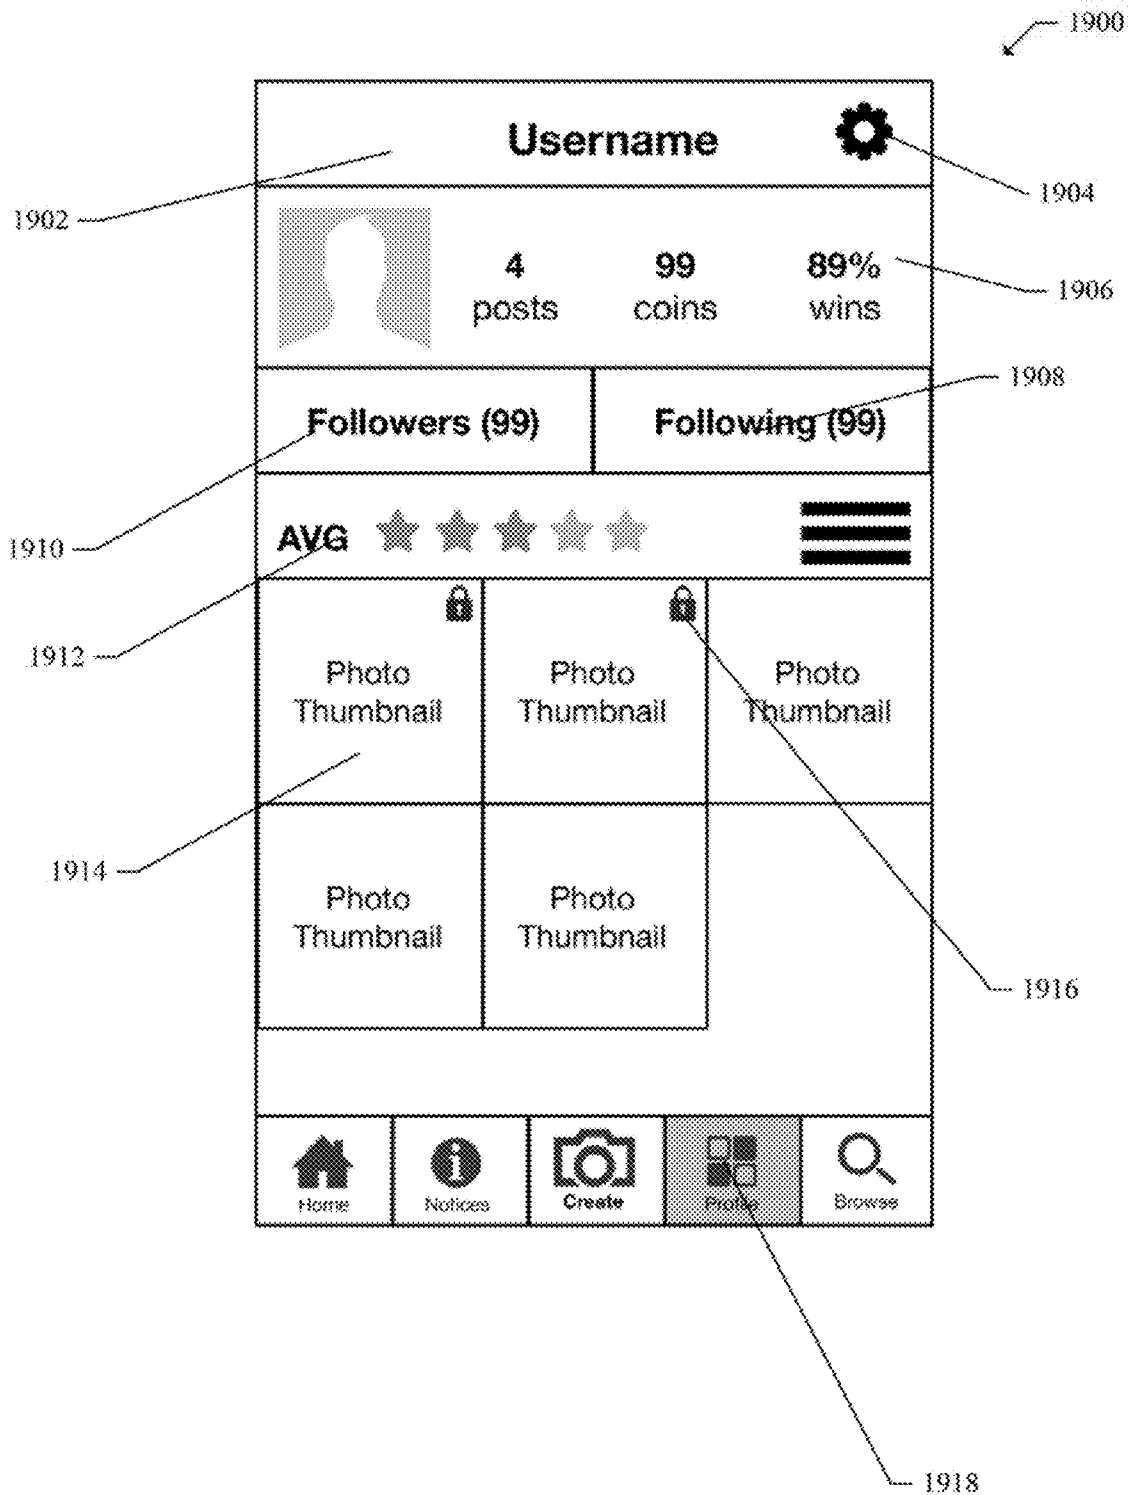 1900
Username
1902
1904
4
posts
99
coins
89%
wins
1906
1908
Followers (99)
Following (99)
1910
AVG
1912
Photo
Thumbnail
Photo
Thumbnail
Photo
Thumbnail
1914
Photo
Thumbnail
Photo
Thumbnail
1916
Home
Notices
Create
Profile
Browse
1918